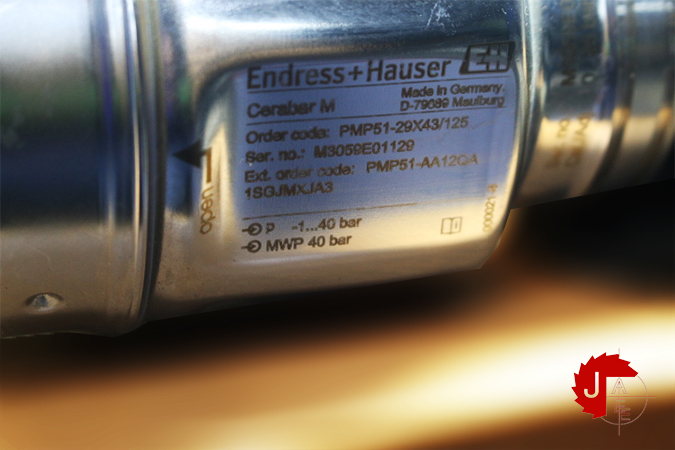 Endress+Hauser EH
Cerabar M
Made in Germany,
D-79689 Maulburg
Order code: PMP51-29X43/125
Ser. no.: M3059E01129
Ext. order code: PMP51-AA12QA
1SGJMXJA3
p -1...40 bar
MWP 40 bar
open
J